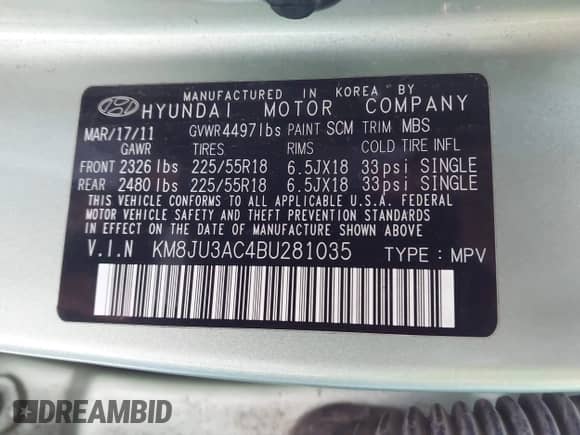 MANUFACTURED IN KOREA BY
HYUNDAI MOTOR COMPANY
MAR/17/11 GVWR 4497lbs PAINT SCM TRIM MBS
GAWR TIRES RIMS COLD TIRE INFL
FRONT 2326 lbs 225/55R18 6.5JX18 33psi SINGLE
REAR 2480 lbs 225/55R18 6.5JX18 33psi SINGLE
THIS VEHICLE CONFORMS TO ALL APPLICABLE U.S.A. FEDERAL
MOTOR VEHICLE SAFETY AND THEFT PREVENTION STANDARDS
IN EFFECT ON THE DATE OF MANUFACTURE SHOWN ABOVE.
V.I.N KM8JU3AC4BU281035 TYPE : MPV
DREAMBID